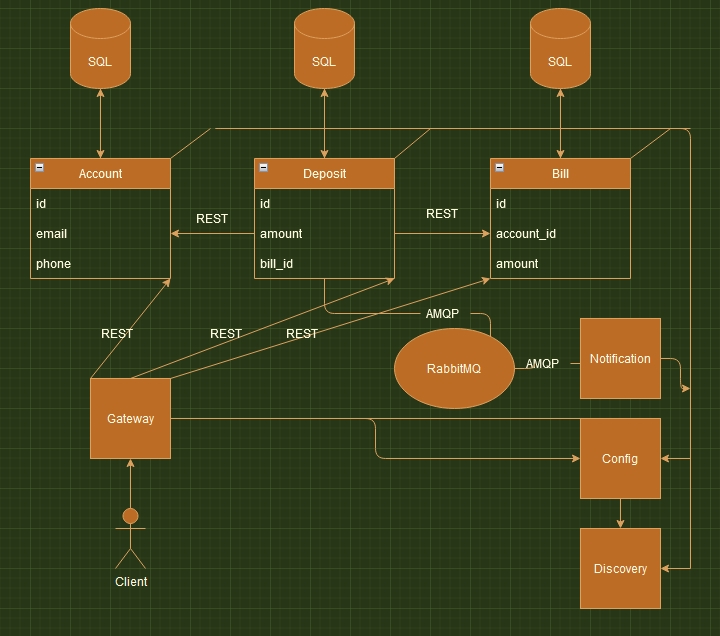 SQL
SQL
SQL
Account
id
email
phone
Deposit
id
amount
bill_id
Bill
id
account_id
amount
REST
REST
REST
REST
REST
AMQP
RabbitMQ
AMQP
Notification
Gateway
Config
Discovery
Client